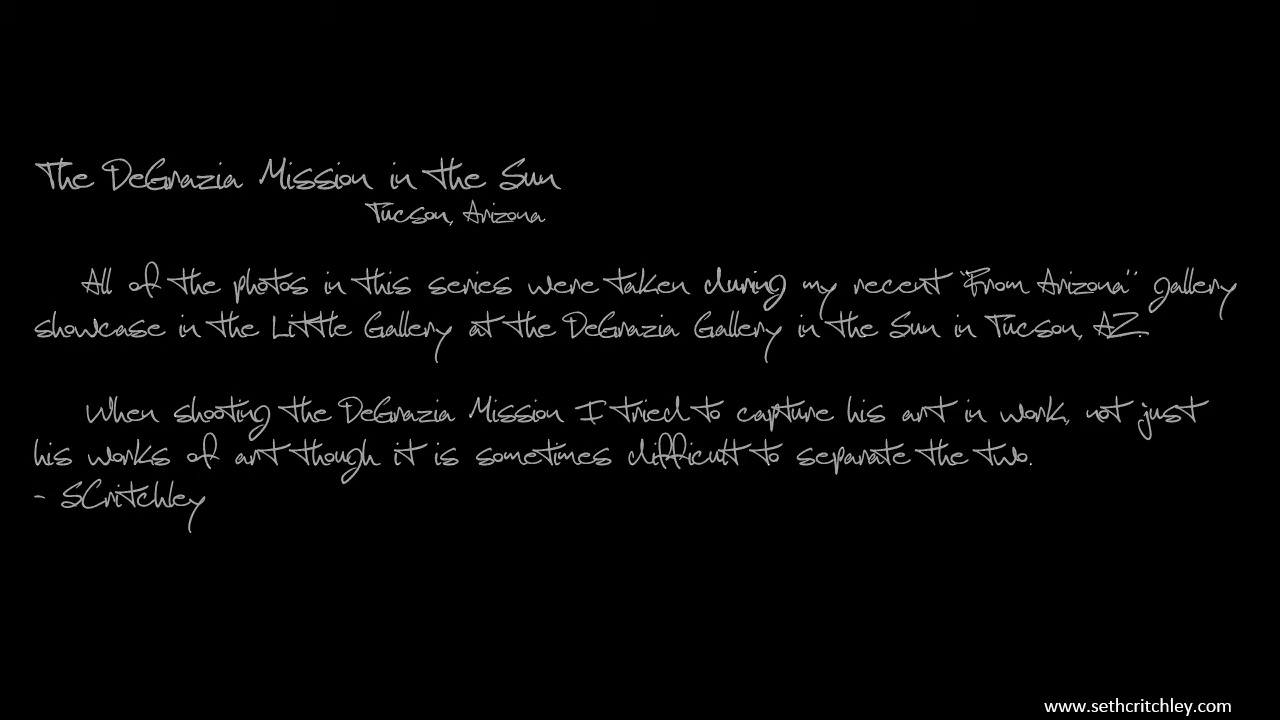 The DeGrazia Mission in the Sun
Tucson, Arizona
All of the photos in this series were taken during my recent "From Arizona" gallery
showcase in the Little Gallery at the DeGrazia Gallery in the Sun in Tucson, AZ.
When shooting the DeGrazia Mission I tried to capture his art in work, not just
his works of art though it is sometimes difficult to separate the two.
- SCritchley
www.sethcritchley.com